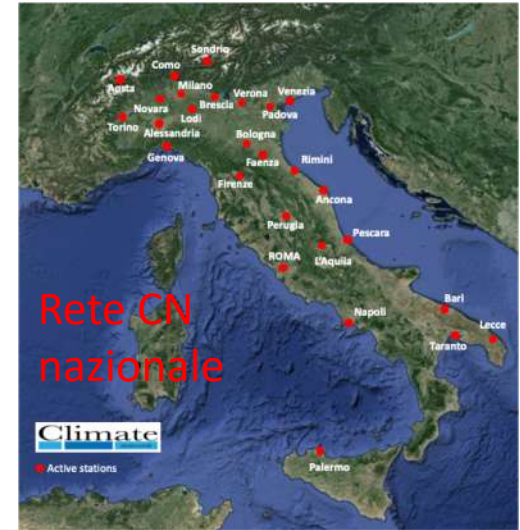 Sondrio
Como
Aosta
Milano
Verona
Venezia
Novara
Brescia
Padova
Torino
Lodi
Alessandria
Bologna
Genova
Faenza
Rimini
Firenze
Ancona
Perugia
Pescara
ROMA
L'Aquila
Rete CN
nazionale
Napoli
Bari
Lecce
Taranto
Climate
Active stations
Palermo